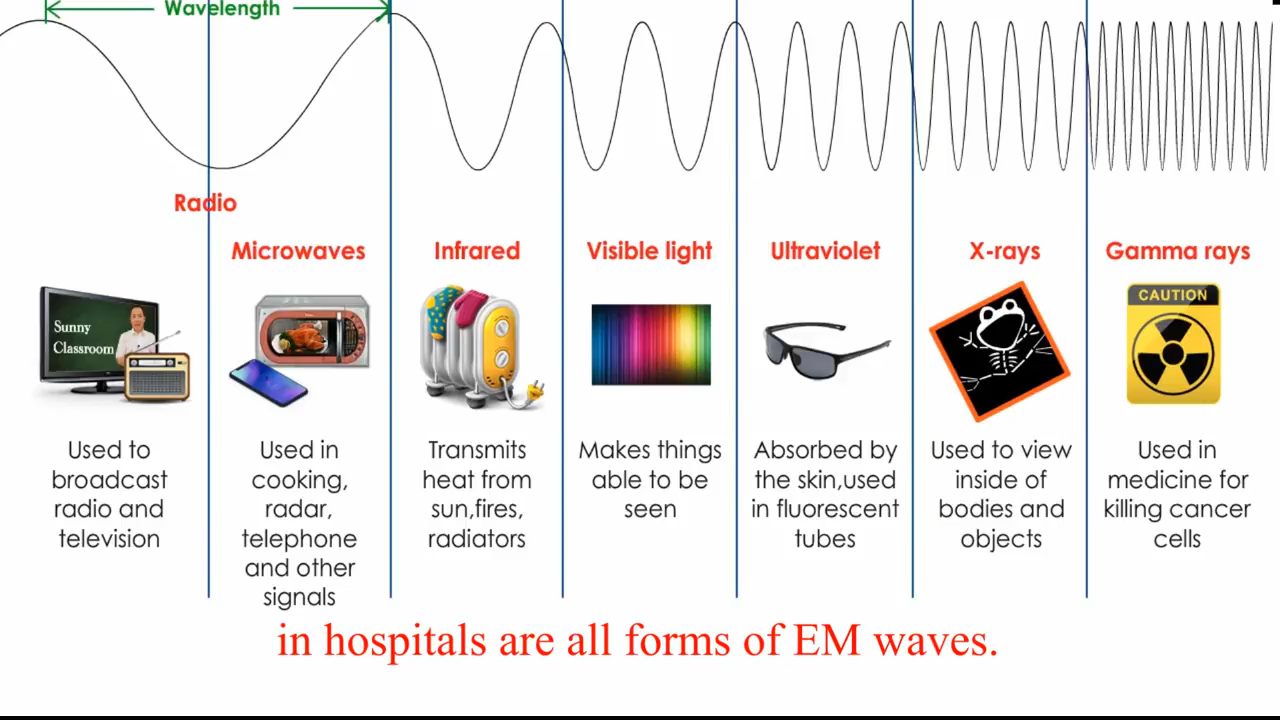 Wavelength
Radio
Microwaves
Infrared
Visible light
Ultraviolet
X-rays
Gamma rays
Sunny
Classroom
CAUTION
Used to
broadcast
radio and
television
Used in
cooking,
radar,
telephone
and other
signals
Transmits
heat from
sun,fires,
radiators
Makes things
able to be
seen
Absorbed by
the skin,used
in fluorescent
tubes
Used to view
inside of
bodies and
objects
Used in
medicine for
killing cancer
cells
in hospitals are all forms of EM waves.